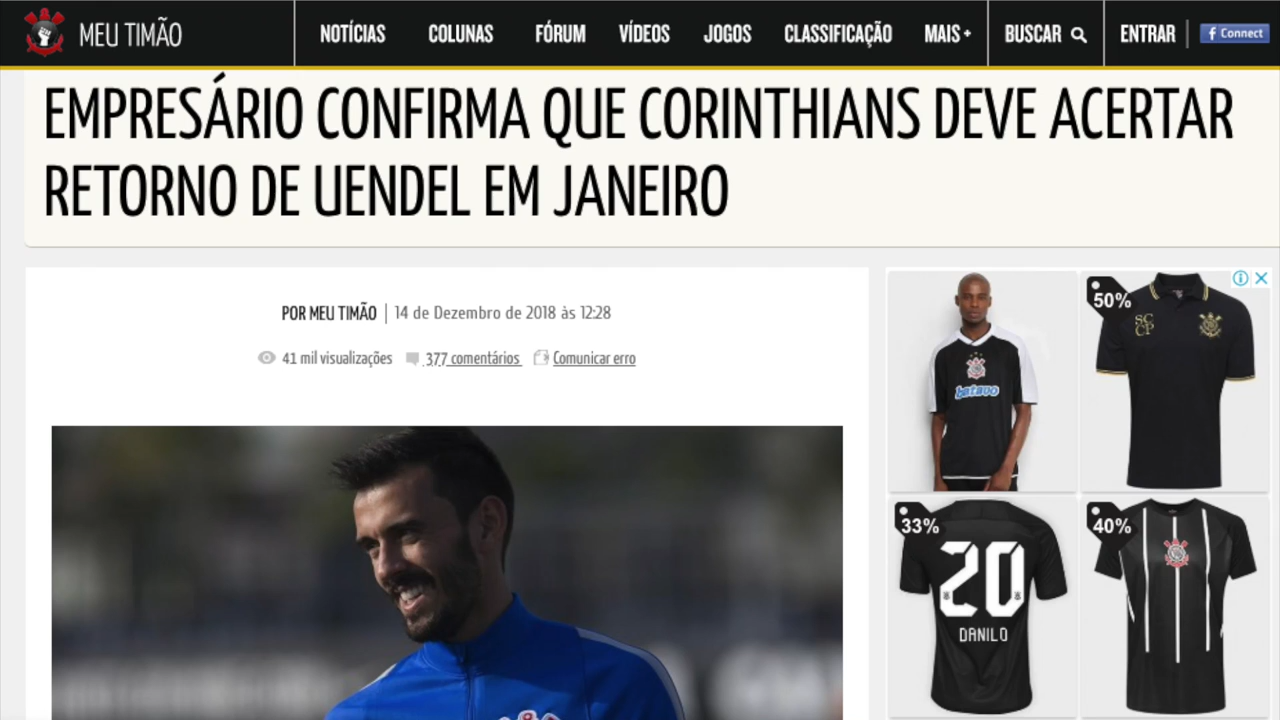 MEU TIMÃO
NOTÍCIAS COLUNAS FÓRUM VÍDEOS JOGOS CLASSIFICAÇÃO MAIS+ BUSCAR ENTRAR f Connect
EMPRESÁRIO CONFIRMA QUE CORINTHIANS DEVE ACERTAR
RETORNO DE UENDEL EM JANEIRO
POR MEU TIMÃO | 14 de Dezembro de 2018 às 12:28
41 mil visualizações 377 comentários Comunicar erro
batavo
50%
SC
CP
33%
20
DANILO
40%